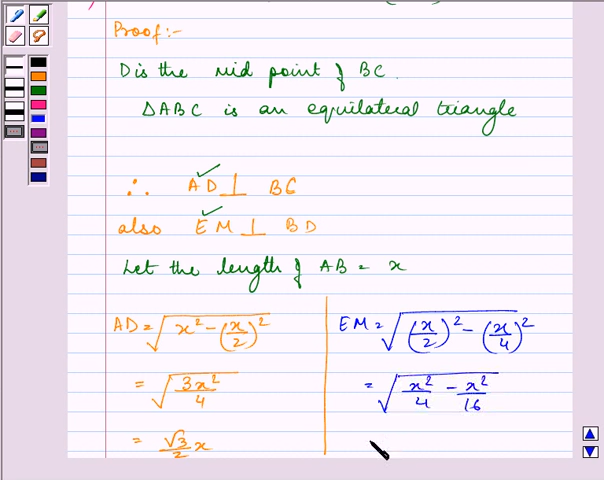 Proof:-
D is the mid point of BC.
△ABC is an equilateral triangle
∴ AD ⊥ BC
also EM ⊥ BD
Let the length of AB = x
AD = √(x² - (x/2)²)
= √(3x²/4)
= √3/2 x
EM = √((x/2)² - (x/4)²)
= √(x²/4 - x²/16)